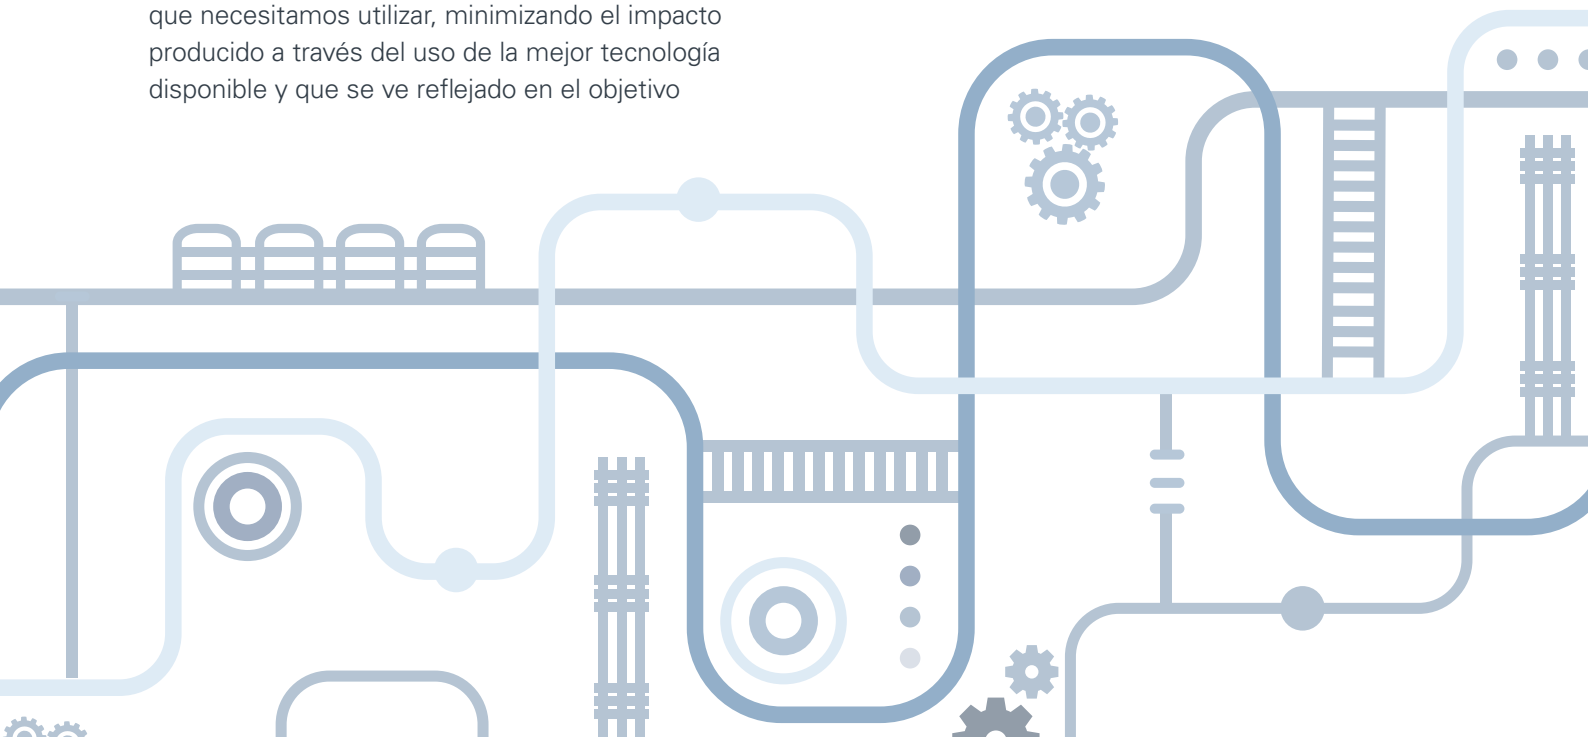 que necesitamos utilizar, minimizando el impacto
producido a través del uso de la mejor tecnología
disponible y que se ve reflejado en el objetivo